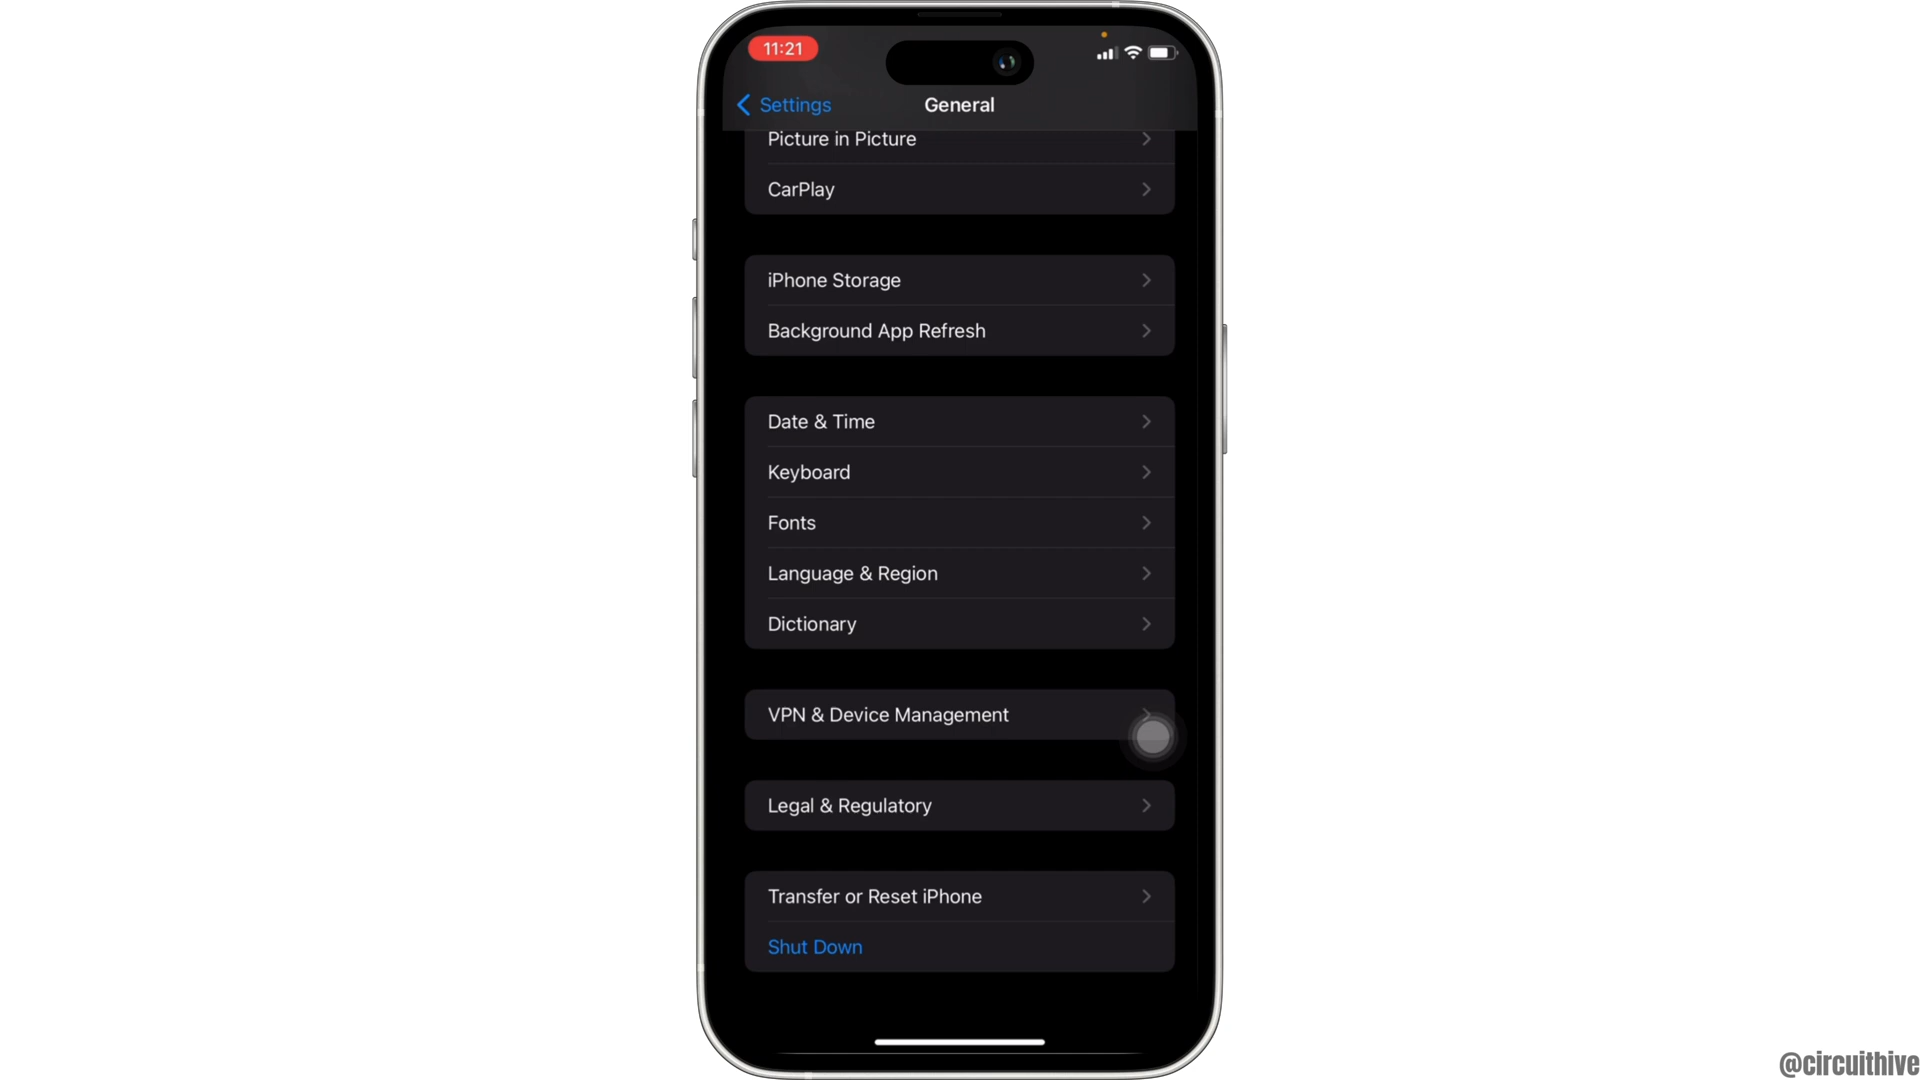 11:21
Settings
General
Picture in Picture
CarPlay
iPhone Storage
Background App Refresh
Date & Time
Keyboard
Fonts
Language & Region
Dictionary
VPN & Device Management
Legal & Regulatory
Transfer or Reset iPhone
Shut Down
@circuithive